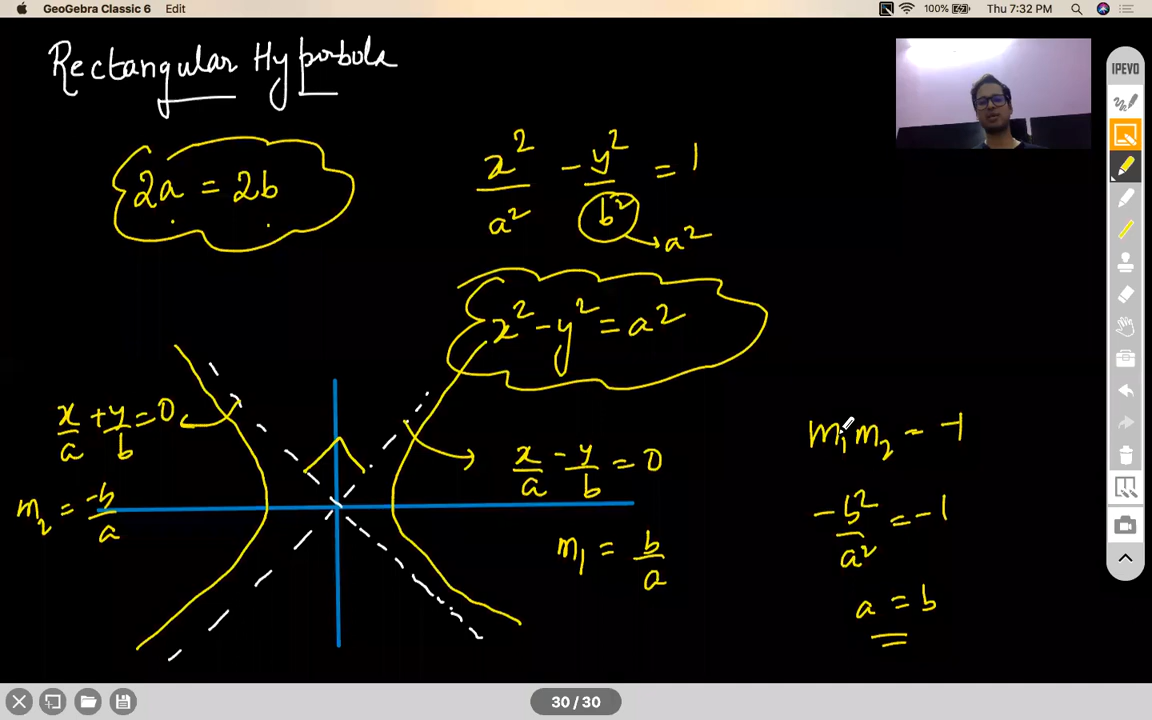 GeoGebra Classic 6 Edit 100% Thu 7:32 PM
IPEVO
Rectangular Hyperbola
2a = 2b
x²/a² - y²/b² = 1
→ a²
x² - y² = a²
x/a + y/b = 0
x/a - y/b = 0
m₂ = -b/a
m₁ = b/a
m₁m₂ = -1
-b²/a² = -1
a = b
30 / 30